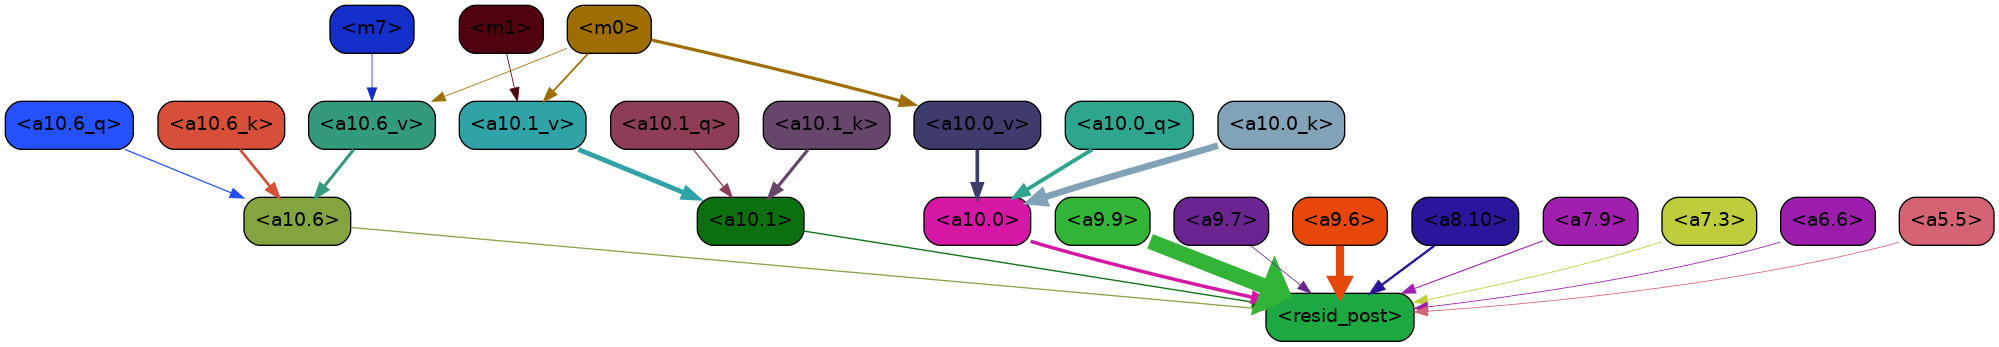 <m7>
<m1>
<m0>
<a10.6_q>
<a10.6_k>
<a10.6_v>
<a10.1_v>
<a10.1_q>
<a10.1_k>
<a10.0_v>
<a10.0_q>
<a10.0_k>
<a10.6>
<a10.1>
<a10.0>
<a9.9>
<a9.7>
<a9.6>
<a8.10>
<a7.9>
<a7.3>
<a6.6>
<a5.5>
<resid_post>